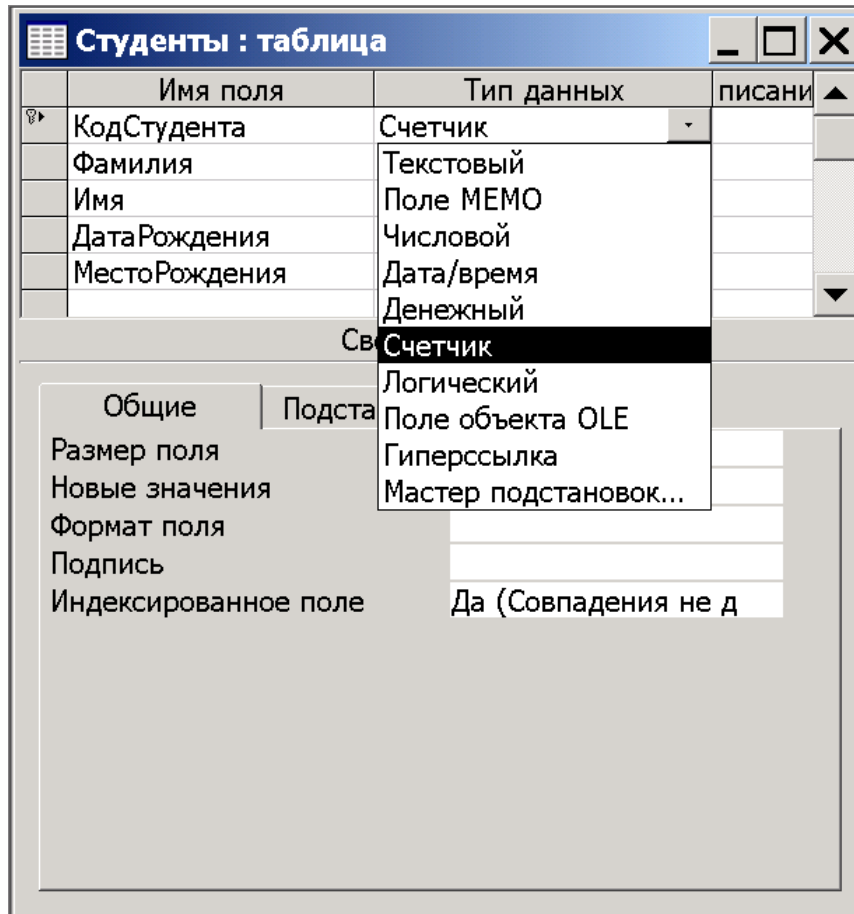 Студенты : таблица
Имя поля Тип данных писани
КодСтудента Счетчик
Фамилия Текстовый
Имя Поле МЕМО
ДатаРождения Числовой
МестоРождения Дата/время
Денежный
Св Счетчик
Логический
Общие Подста Поле объекта OLE
Размер поля Гиперссылка
Новые значения Мастер подстановок...
Формат поля
Подпись
Индексированное поле Да (Совпадения не д